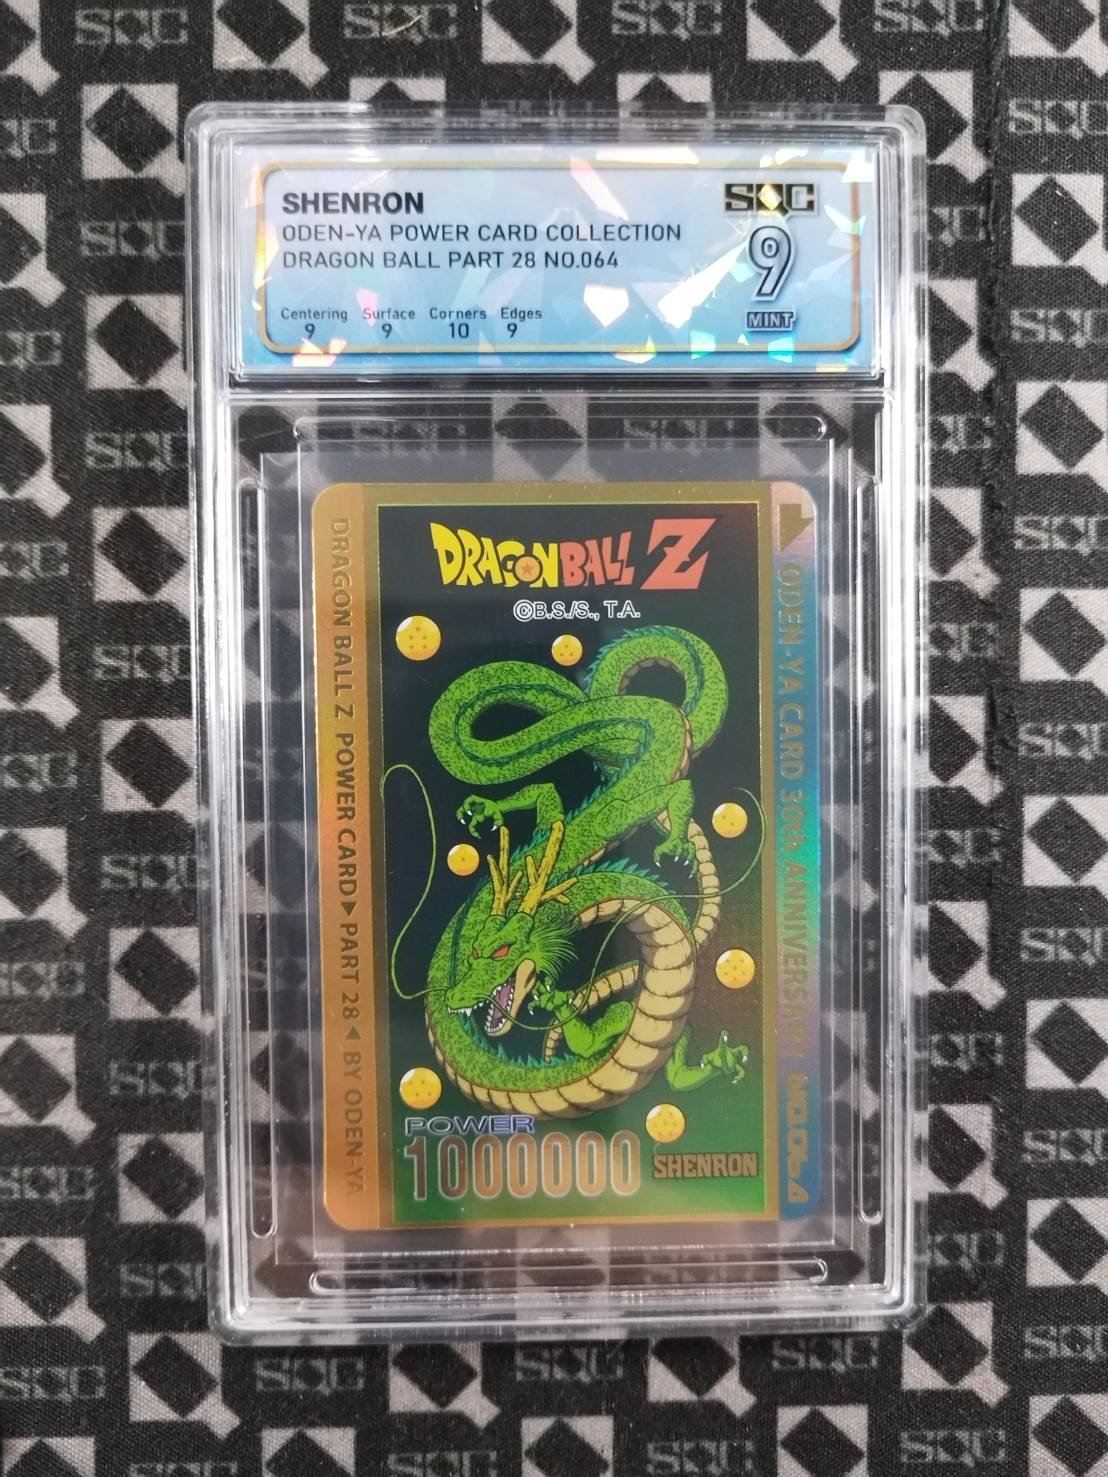 SHENRON
ODEN-YA POWER CARD COLLECTION
DRAGON BALL PART 28 NO.064
Centering Surface Corners Edges
9 9 10 9
SQC
9
MINT
DRAGON BALL Z
©B.S./S., T.A.
DRAGON BALL Z POWER CARD▶PART 28◀ BY ODEN-YA
ODEN-YA CARD 30th ANNIVERSARY NO064
POWER
1000000
SHENRON